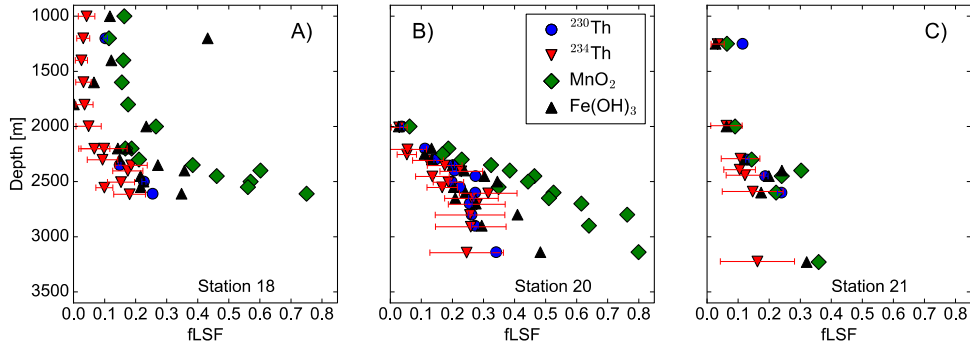 A)
B)
C)
²³⁰Th
²³⁴Th
MnO₂
Fe(OH)₃
Depth [m]
1000
1500
2000
2500
3000
3500
Station 18
Station 20
Station 21
0.0 0.1 0.2 0.3 0.4 0.5 0.6 0.7 0.8
0.0 0.1 0.2 0.3 0.4 0.5 0.6 0.7 0.8
0.0 0.1 0.2 0.3 0.4 0.5 0.6 0.7 0.8
fLSF
fLSF
fLSF